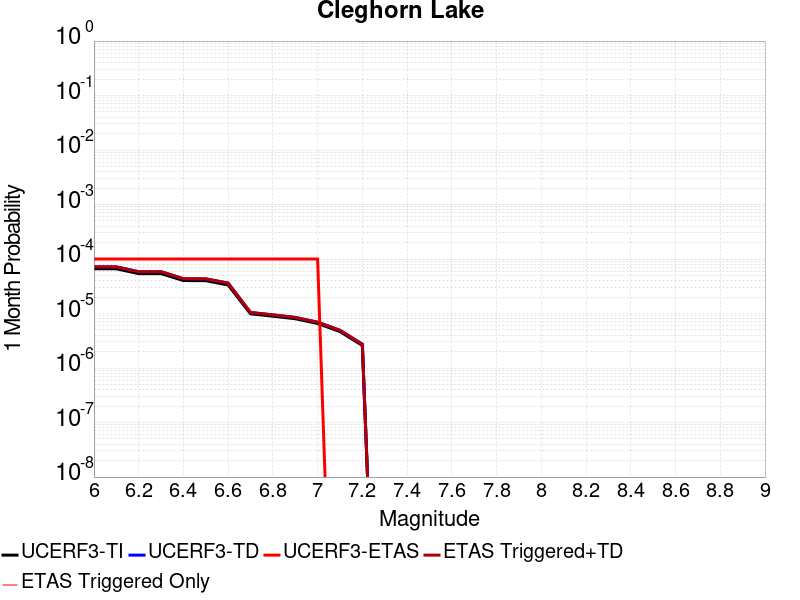 Cleghorn Lake
10^0
10^-1
10^-2
10^-3
10^-4
10^-5
10^-6
10^-7
10^-8
1 Month Probability
6 6.2 6.4 6.6 6.8 7 7.2 7.4 7.6 7.8 8 8.2 8.4 8.6 8.8 9
Magnitude
UCERF3-TI UCERF3-TD UCERF3-ETAS ETAS Triggered+TD
ETAS Triggered Only